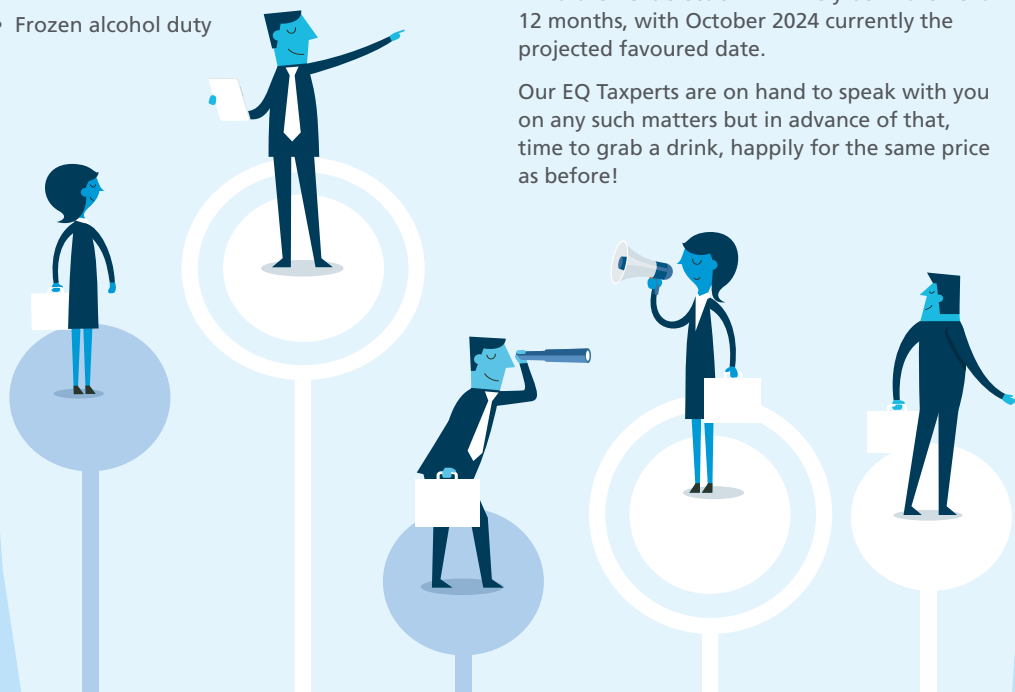 • Frozen alcohol duty
12 months, with October 2024 currently the
projected favoured date.
Our EQ Taxperts are on hand to speak with you
on any such matters but in advance of that,
time to grab a drink, happily for the same price
as before!